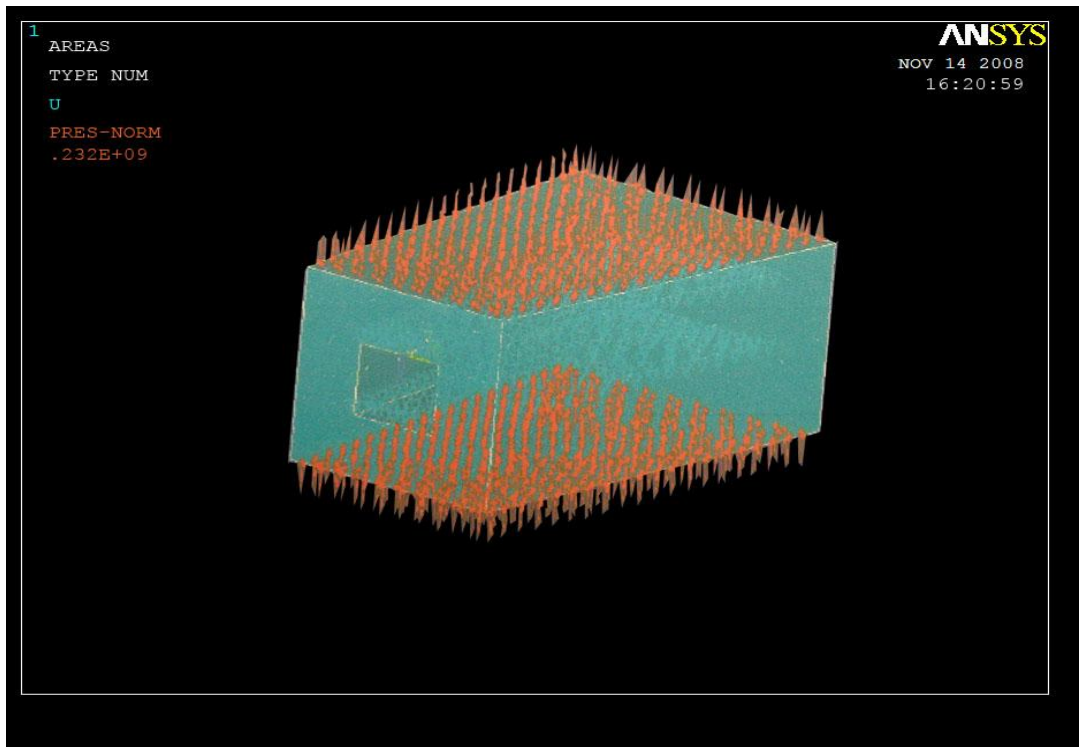 1
AREAS
TYPE NUM
U
PRES-NORM
.232E+09
ANSYS
NOV 14 2008
16:20:59